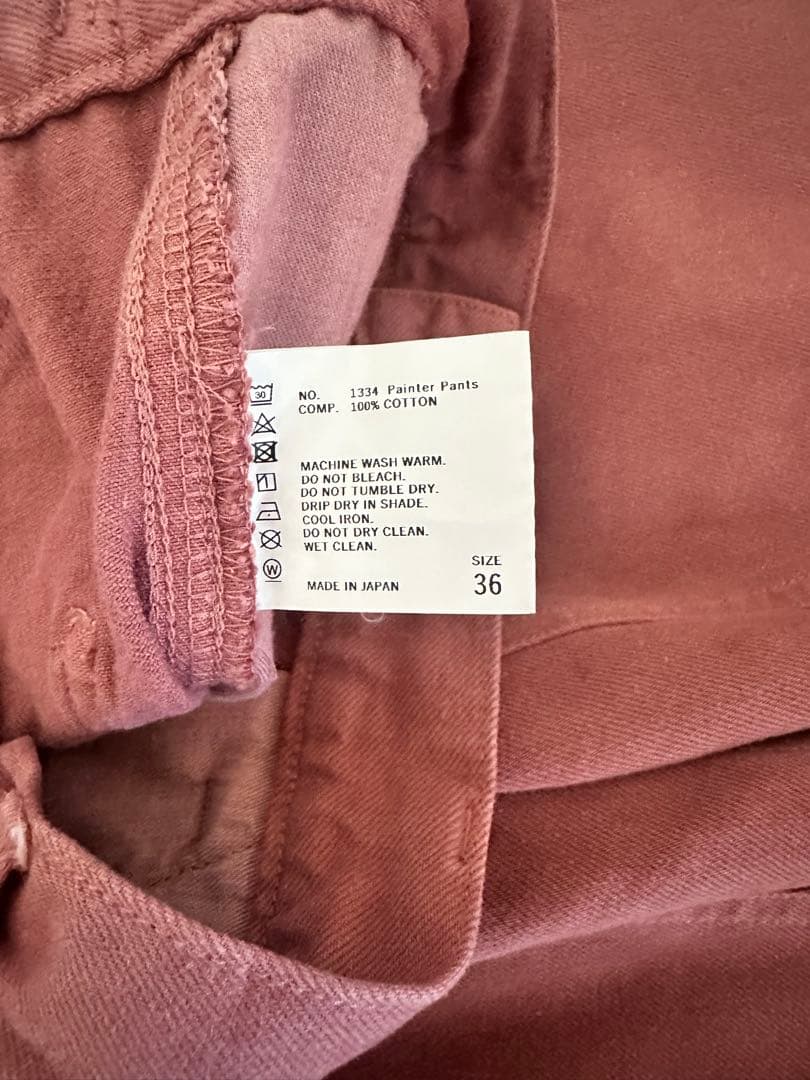 30
NO. 1334 Painter Pants
COMP. 100% COTTON
MACHINE WASH WARM.
DO NOT BLEACH.
DO NOT TUMBLE DRY.
DRIP DRY IN SHADE.
COOL IRON.
DO NOT DRY CLEAN.
WET CLEAN.
W
SIZE
36
MADE IN JAPAN